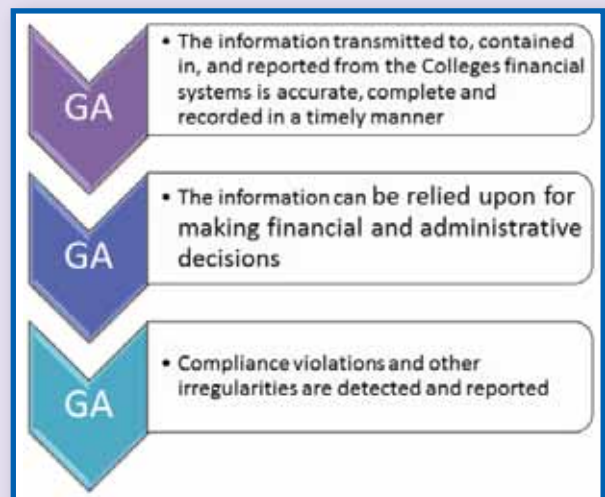 GA
• The information transmitted to, contained
in, and reported from the Colleges financial
systems is accurate, complete and
recorded in a timely manner
GA
• The information can be relied upon for
making financial and administrative
decisions
GA
• Compliance violations and other
irregularities are detected and reported